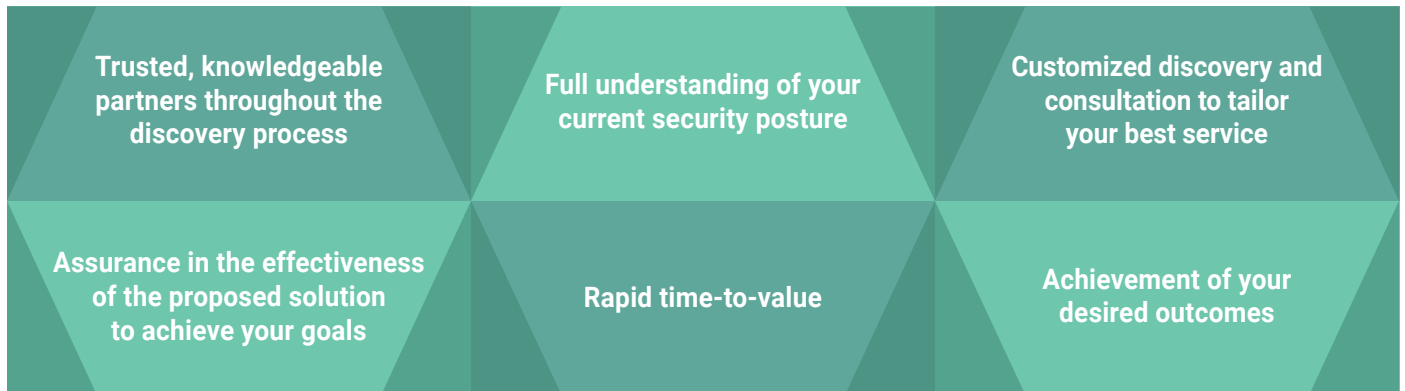 Trusted, knowledgeable
partners throughout the
discovery process
Full understanding of your
current security posture
Customized discovery and
consultation to tailor
your best service
Assurance in the effectiveness
of the proposed solution
to achieve your goals
Rapid time-to-value
Achievement of your
desired outcomes